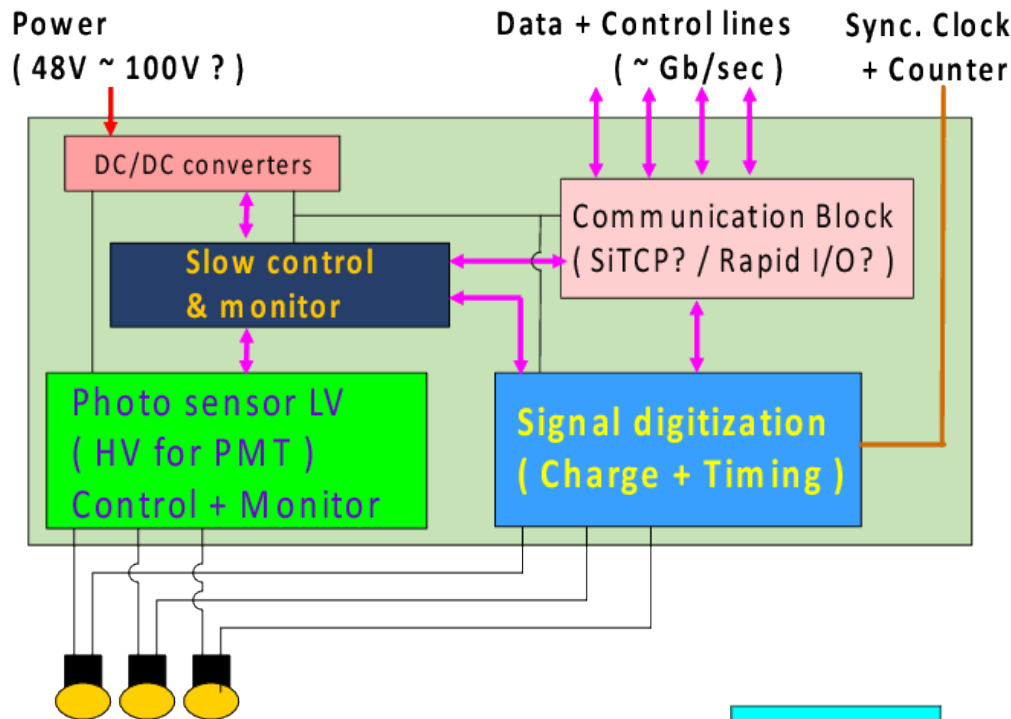 Power
( 48V ~ 100V ? )
Data + Control lines
( ~ Gb/sec )
Sync. Clock
+ Counter
DC/DC converters
Communication Block
( SiTCP? / Rapid I/O? )
Slow control
& monitor
Photo sensor LV
( HV for PMT )
Control + Monitor
Signal digitization
( Charge + Timing )